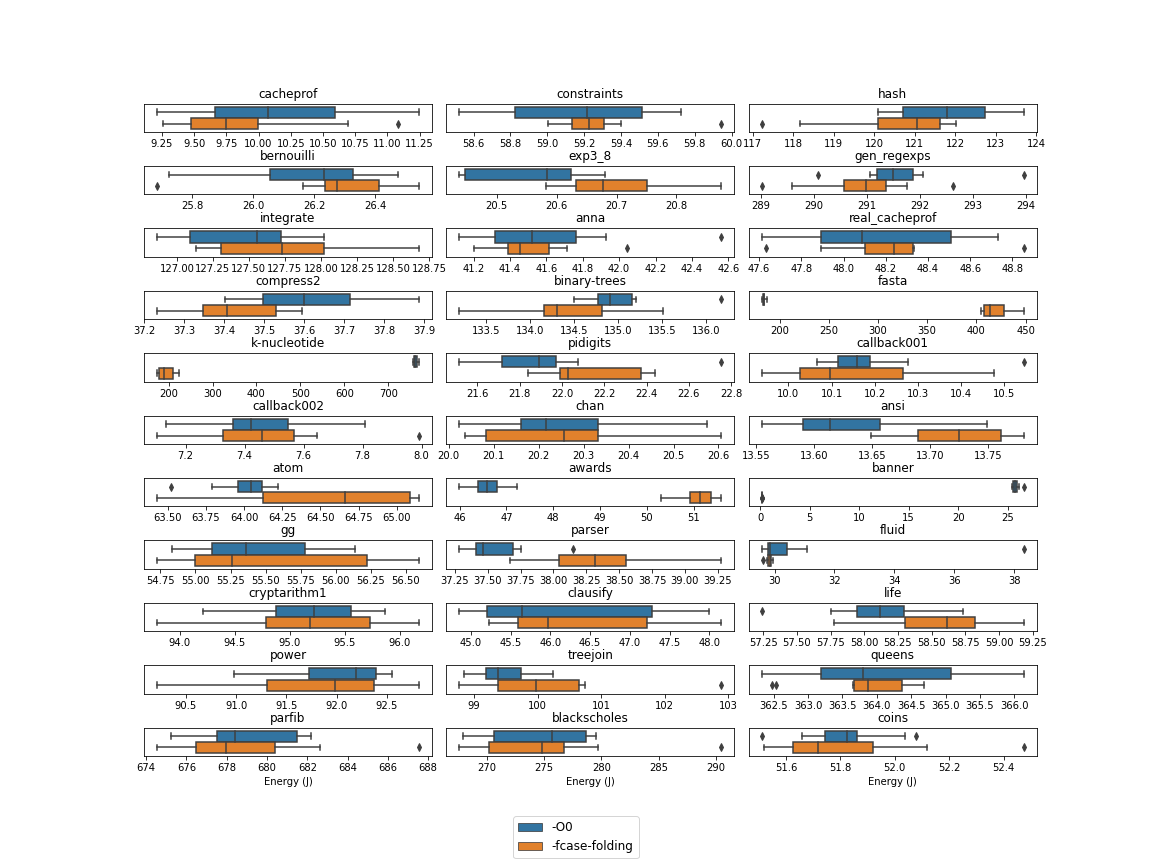 cacheprof constraints hash
9.25 9.50 9.75 10.00 10.25 10.50 10.75 11.00 11.25 58.6 58.8 59.0 59.2 59.4 59.6 59.8 60.0 117 118 119 120 121 122 123 124
bernouilli exp3_8 gen_regexps
25.8 26.0 26.2 26.4 20.5 20.6 20.7 20.8 289 290 291 292 293 294
integrate anna real_cacheprof
127.00 127.25 127.50 127.75 128.00 128.25 128.50 128.75 41.2 41.4 41.6 41.8 42.0 42.2 42.4 42.6 47.6 47.8 48.0 48.2 48.4 48.6 48.8
compress2 binary-trees fasta
37.2 37.3 37.4 37.5 37.6 37.7 37.8 37.9 133.5 134.0 134.5 135.0 135.5 136.0 200 250 300 350 400 450
k-nucleotide pidigits callback001
200 300 400 500 600 700 21.6 21.8 22.0 22.2 22.4 22.6 22.8 10.0 10.1 10.2 10.3 10.4 10.5
callback002 chan ansi
7.2 7.4 7.6 7.8 8.0 20.0 20.1 20.2 20.3 20.4 20.5 20.6 13.55 13.60 13.65 13.70 13.75
atom awards banner
63.50 63.75 64.00 64.25 64.50 64.75 65.00 46 47 48 49 50 51 0 5 10 15 20 25
gg parser fluid
54.75 55.00 55.25 55.50 55.75 56.00 56.25 56.50 37.25 37.50 37.75 38.00 38.25 38.50 38.75 39.00 39.25 30 32 34 36 38
cryptarithm1 clausify life
94.0 94.5 95.0 95.5 96.0 45.0 45.5 46.0 46.5 47.0 47.5 48.0 57.25 57.50 57.75 58.00 58.25 58.50 58.75 59.00 59.25
power treejoin queens
90.5 91.0 91.5 92.0 92.5 99 100 101 102 103 362.5 363.0 363.5 364.0 364.5 365.0 365.5 366.0
parfib blackscholes coins
674 676 678 680 682 684 686 688 270 275 280 285 290 51.6 51.8 52.0 52.2 52.4
Energy (J) Energy (J) Energy (J)
-O0
-fcase-folding